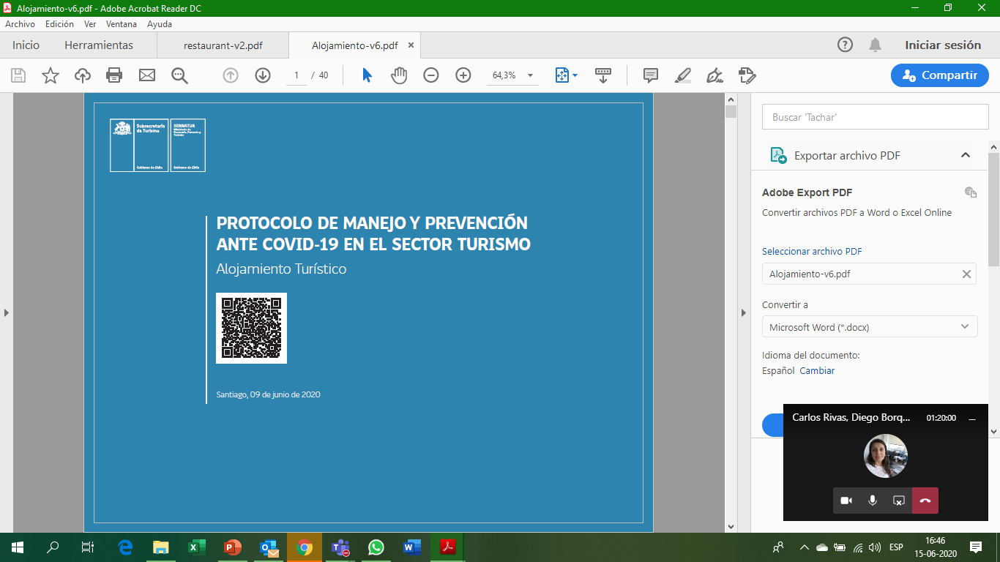 Alojamiento-v6.pdf - Adobe Acrobat Reader DC
Archivo Edición Ver Ventana Ayuda
Inicio Herramientas restaurant-v2.pdf Alojamiento-v6.pdf × Iniciar sesión
1 / 40 64,3% Compartir
Subsecretaría
de Turismo
Gobierno de Chile
SERNATUR
Ministerio de
Economía, Fomento y
Turismo
Gobierno de Chile
PROTOCOLO DE MANEJO Y PREVENCIÓN
ANTE COVID-19 EN EL SECTOR TURISMO
Alojamiento Turístico
Santiago, 09 de junio de 2020
Buscar 'Tachar'
Exportar archivo PDF
Adobe Export PDF
Convertir archivos PDF a Word o Excel Online
Seleccionar archivo PDF
Alojamiento-v6.pdf
Convertir a
Microsoft Word (*.docx)
Idioma del documento:
Español Cambiar
Carlos Rivas, Diego Borq... 01:20:00
ESP
16:46
15-06-2020